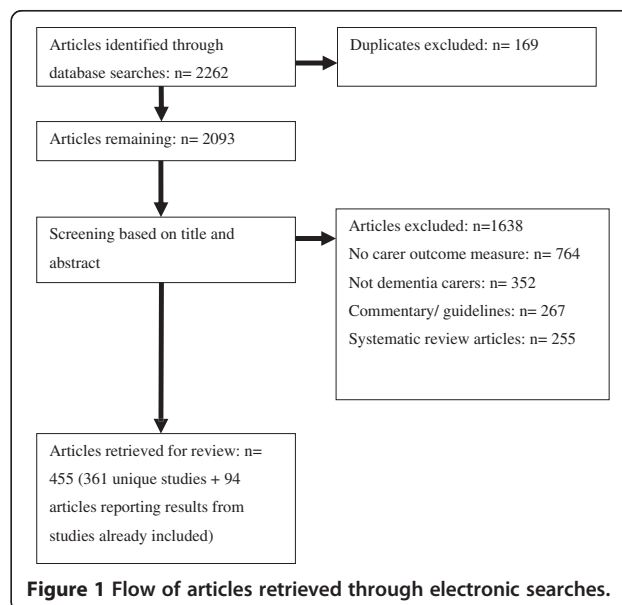 Articles identified through
database searches: n= 2262
Duplicates excluded: n= 169
Articles remaining: n= 2093
Screening based on title and
abstract
Articles excluded: n=1638
No carer outcome measure: n= 764
Not dementia carers: n= 352
Commentary/ guidelines: n= 267
Systematic review articles: n= 255
Articles retrieved for review: n=
455 (361 unique studies + 94
articles reporting results from
studies already included)
Figure 1 Flow of articles retrieved through electronic searches.